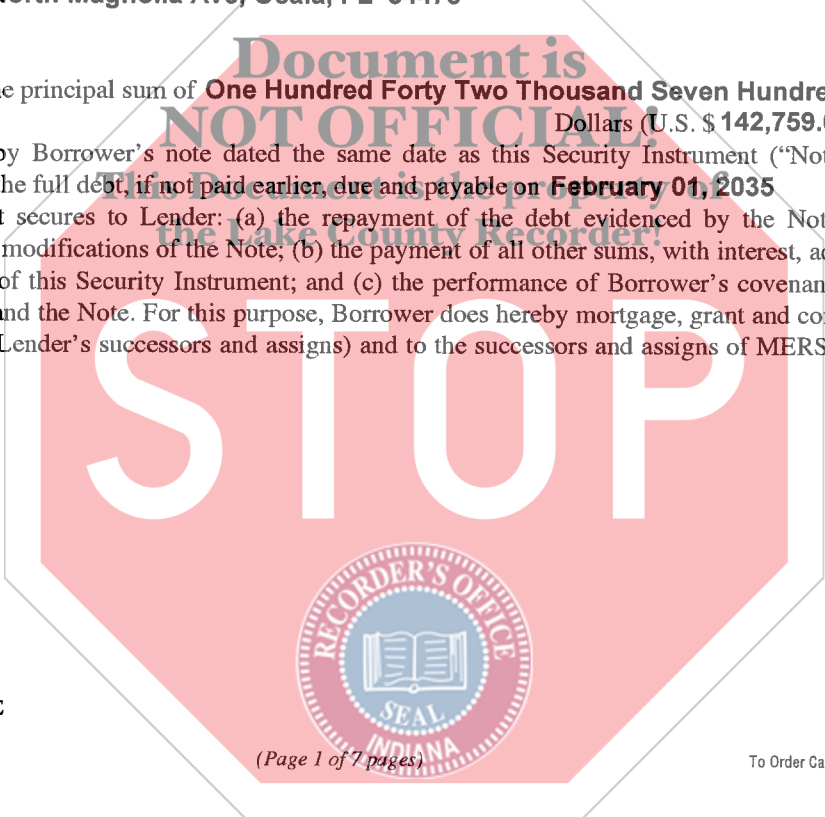 North Magnolia Ave, Ocala, FL 34475
Document is
e principal sum of One Hundred Forty Two Thousand Seven Hundre
NOT OFFICIAL!
Dollars (U.S. $ 142,759.
by Borrower's note dated the same date as this Security Instrument (“Not
he full debt, if not paid earlier, due and payable on February 01, 2035
This Document is the property of
t secures to Lender: (a) the repayment of the debt evidenced by the Not
the Lake County Recorder!
modifications of the Note; (b) the payment of all other sums, with interest, ad
of this Security Instrument; and (c) the performance of Borrower's covenan
and the Note. For this purpose, Borrower does hereby mortgage, grant and co
Lender's successors and assigns) and to the successors and assigns of MERS
STOP
RECORDER'S OFFICE
SEAL
INDIANA
E
(Page 1 of 7 pages)
To Order Ca